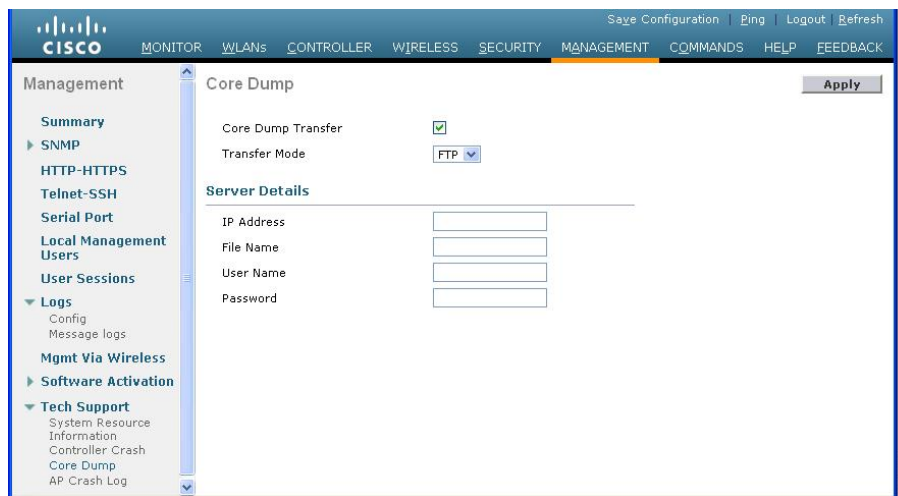 Save Configuration | Ping | Logout | Refresh
CISCO MONITOR WLANs CONTROLLER WIRELESS SECURITY MANAGEMENT COMMANDS HELP FEEDBACK
Management
Summary
SNMP
HTTP-HTTPS
Telnet-SSH
Serial Port
Local Management
Users
User Sessions
Logs
Config
Message logs
Mgmt Via Wireless
Software Activation
Tech Support
System Resource
Information
Controller Crash
Core Dump
AP Crash Log
Core Dump
Apply
Core Dump Transfer
Transfer Mode FTP
Server Details
IP Address
File Name
User Name
Password